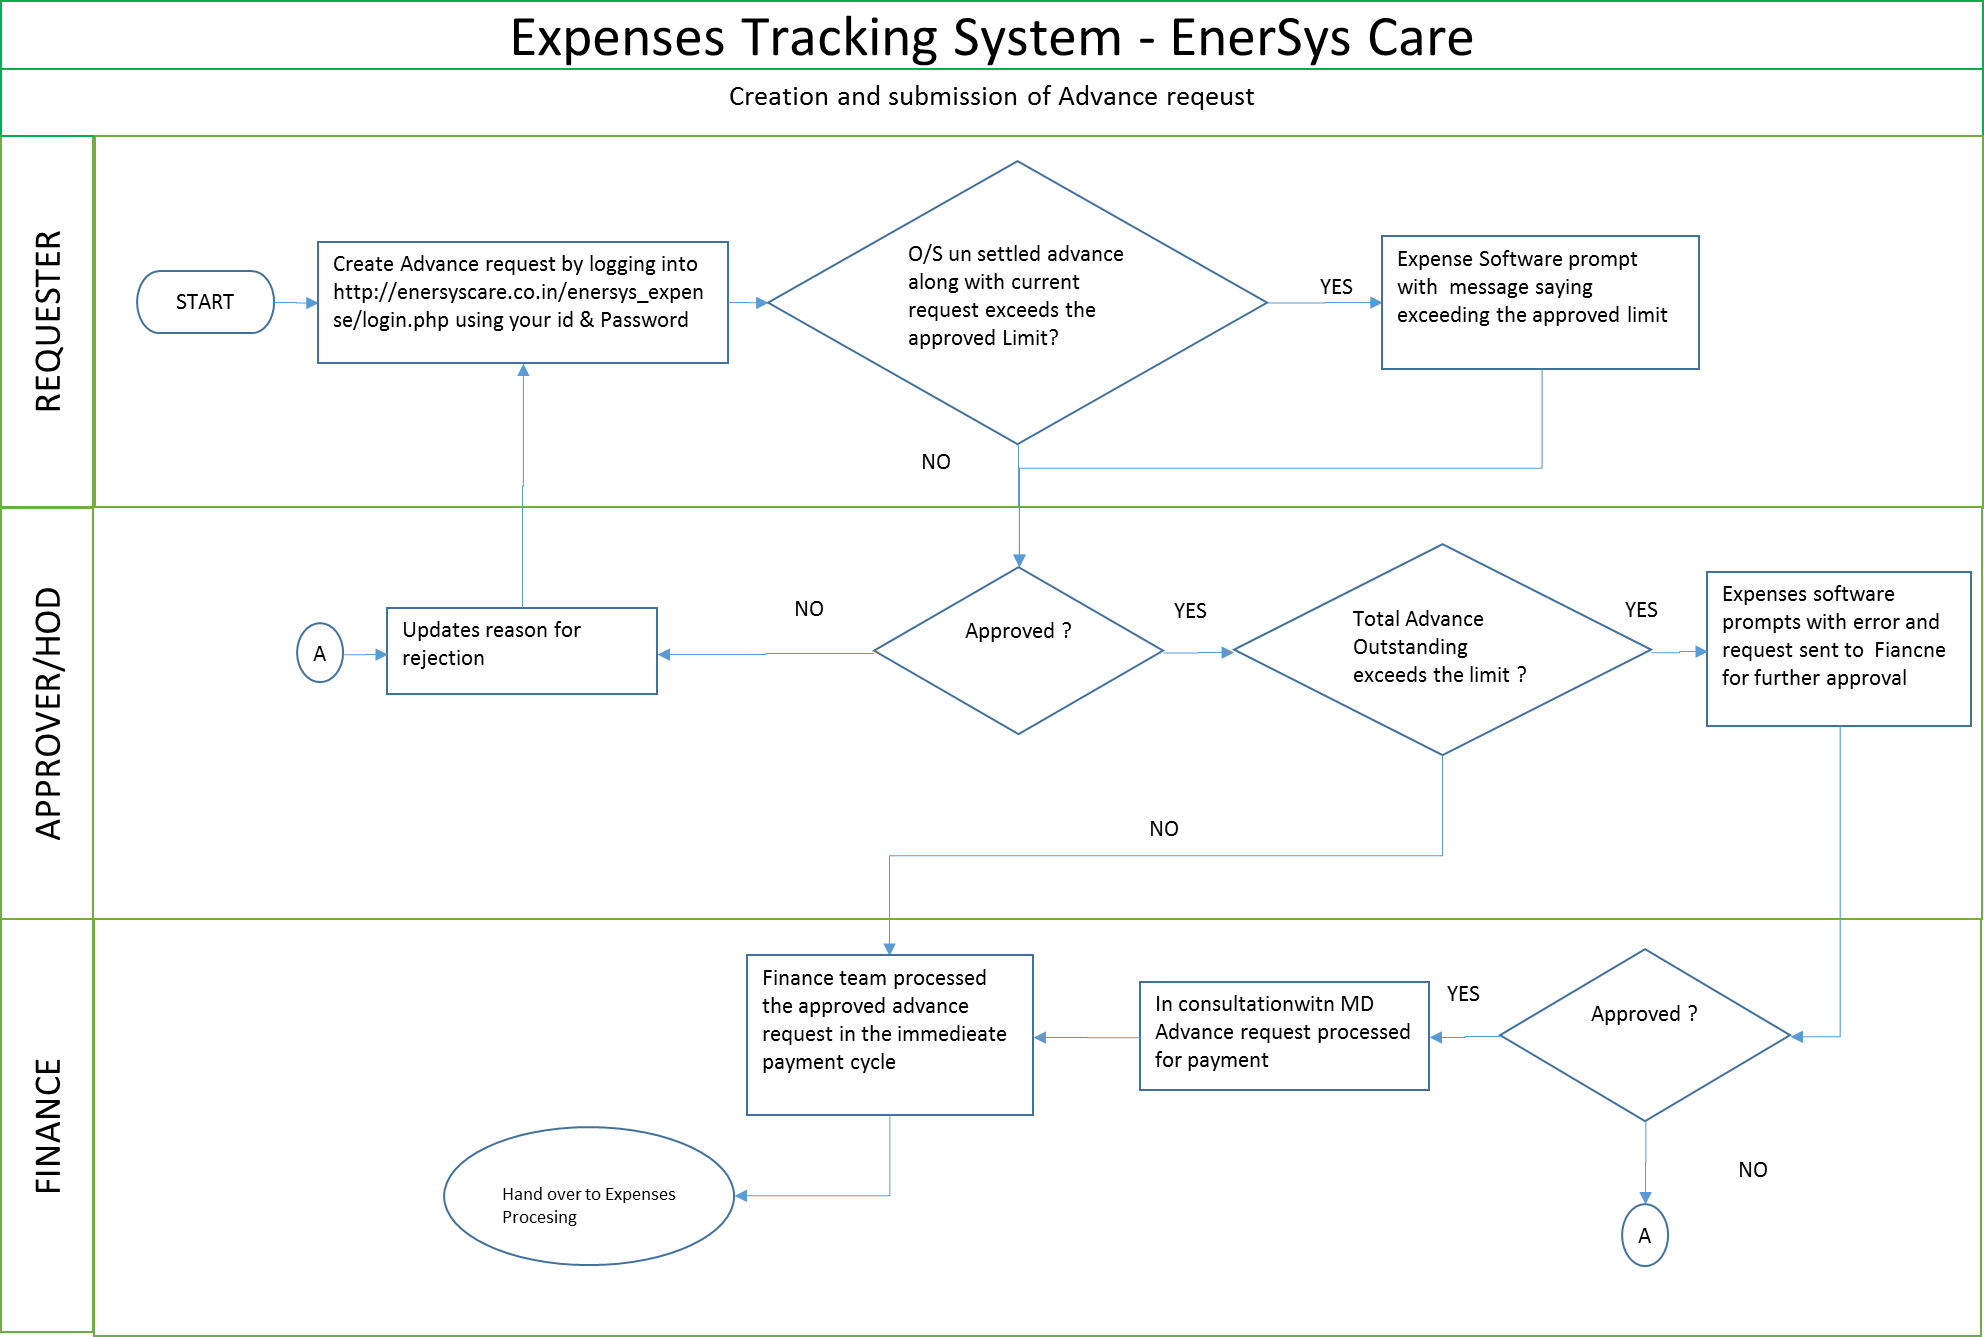 Expenses Tracking System - EnerSys Care
Creation and submission of Advance reqeust
REQUESTER
START
Create Advance request by logging into
http://enersyscare.co.in/enersys_expen
se/login.php using your id & Password
O/S un settled advance
along with current
request exceeds the
approved Limit?
YES
Expense Software prompt
with message saying
exceeding the approved limit
NO
APPROVER/HOD
A
Updates reason for
rejection
NO
Approved ?
YES
Total Advance
Outstanding
exceeds the limit ?
YES
Expenses software
prompts with error and
request sent to Fiancne
for further approval
NO
FINANCE
Finance team processed
the approved advance
request in the immedieate
payment cycle
In consultationwitn MD
Advance request processed
for payment
YES
Approved ?
NO
Hand over to Expenses
Procesing
A